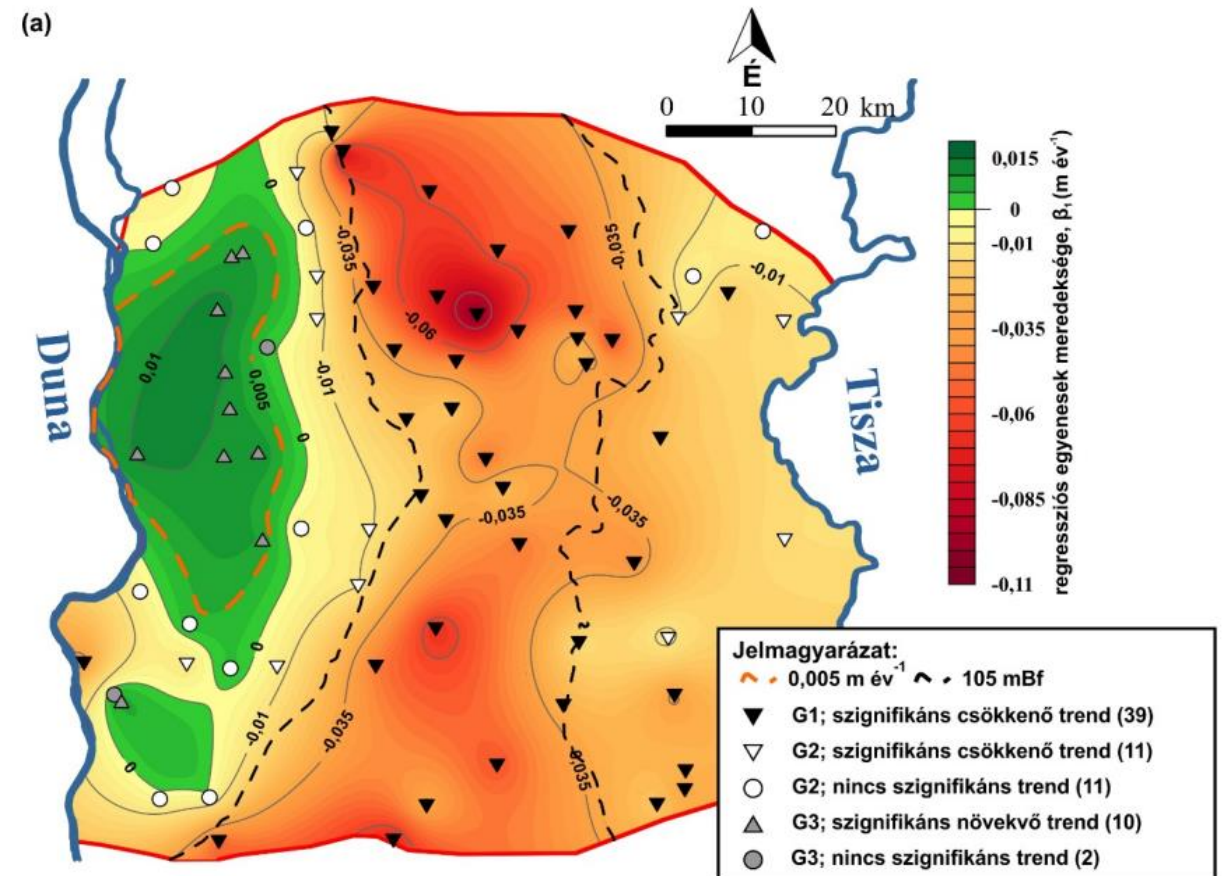 (a)
É
0 10 20 km
Duna
Tisza
0
-0,035
-0,035
-0,01
-0,06
0,01
0,005
-0,01
0
-0,035
-0,035
0
-0,01
-0,035
0
0,035
0,015
0
-0,01
-0,035
-0,06
-0,085
-0,11
regressziós egyenesek meredeksége, β₁ (m év⁻¹)
Jelmagyarázat:
0,005 m év⁻¹ 105 mBf
G1; szignifikáns csökkenő trend (39)
G2; szignifikáns csökkenő trend (11)
G2; nincs szignifikáns trend (11)
G3; szignifikáns növekvő trend (10)
G3; nincs szignifikáns trend (2)